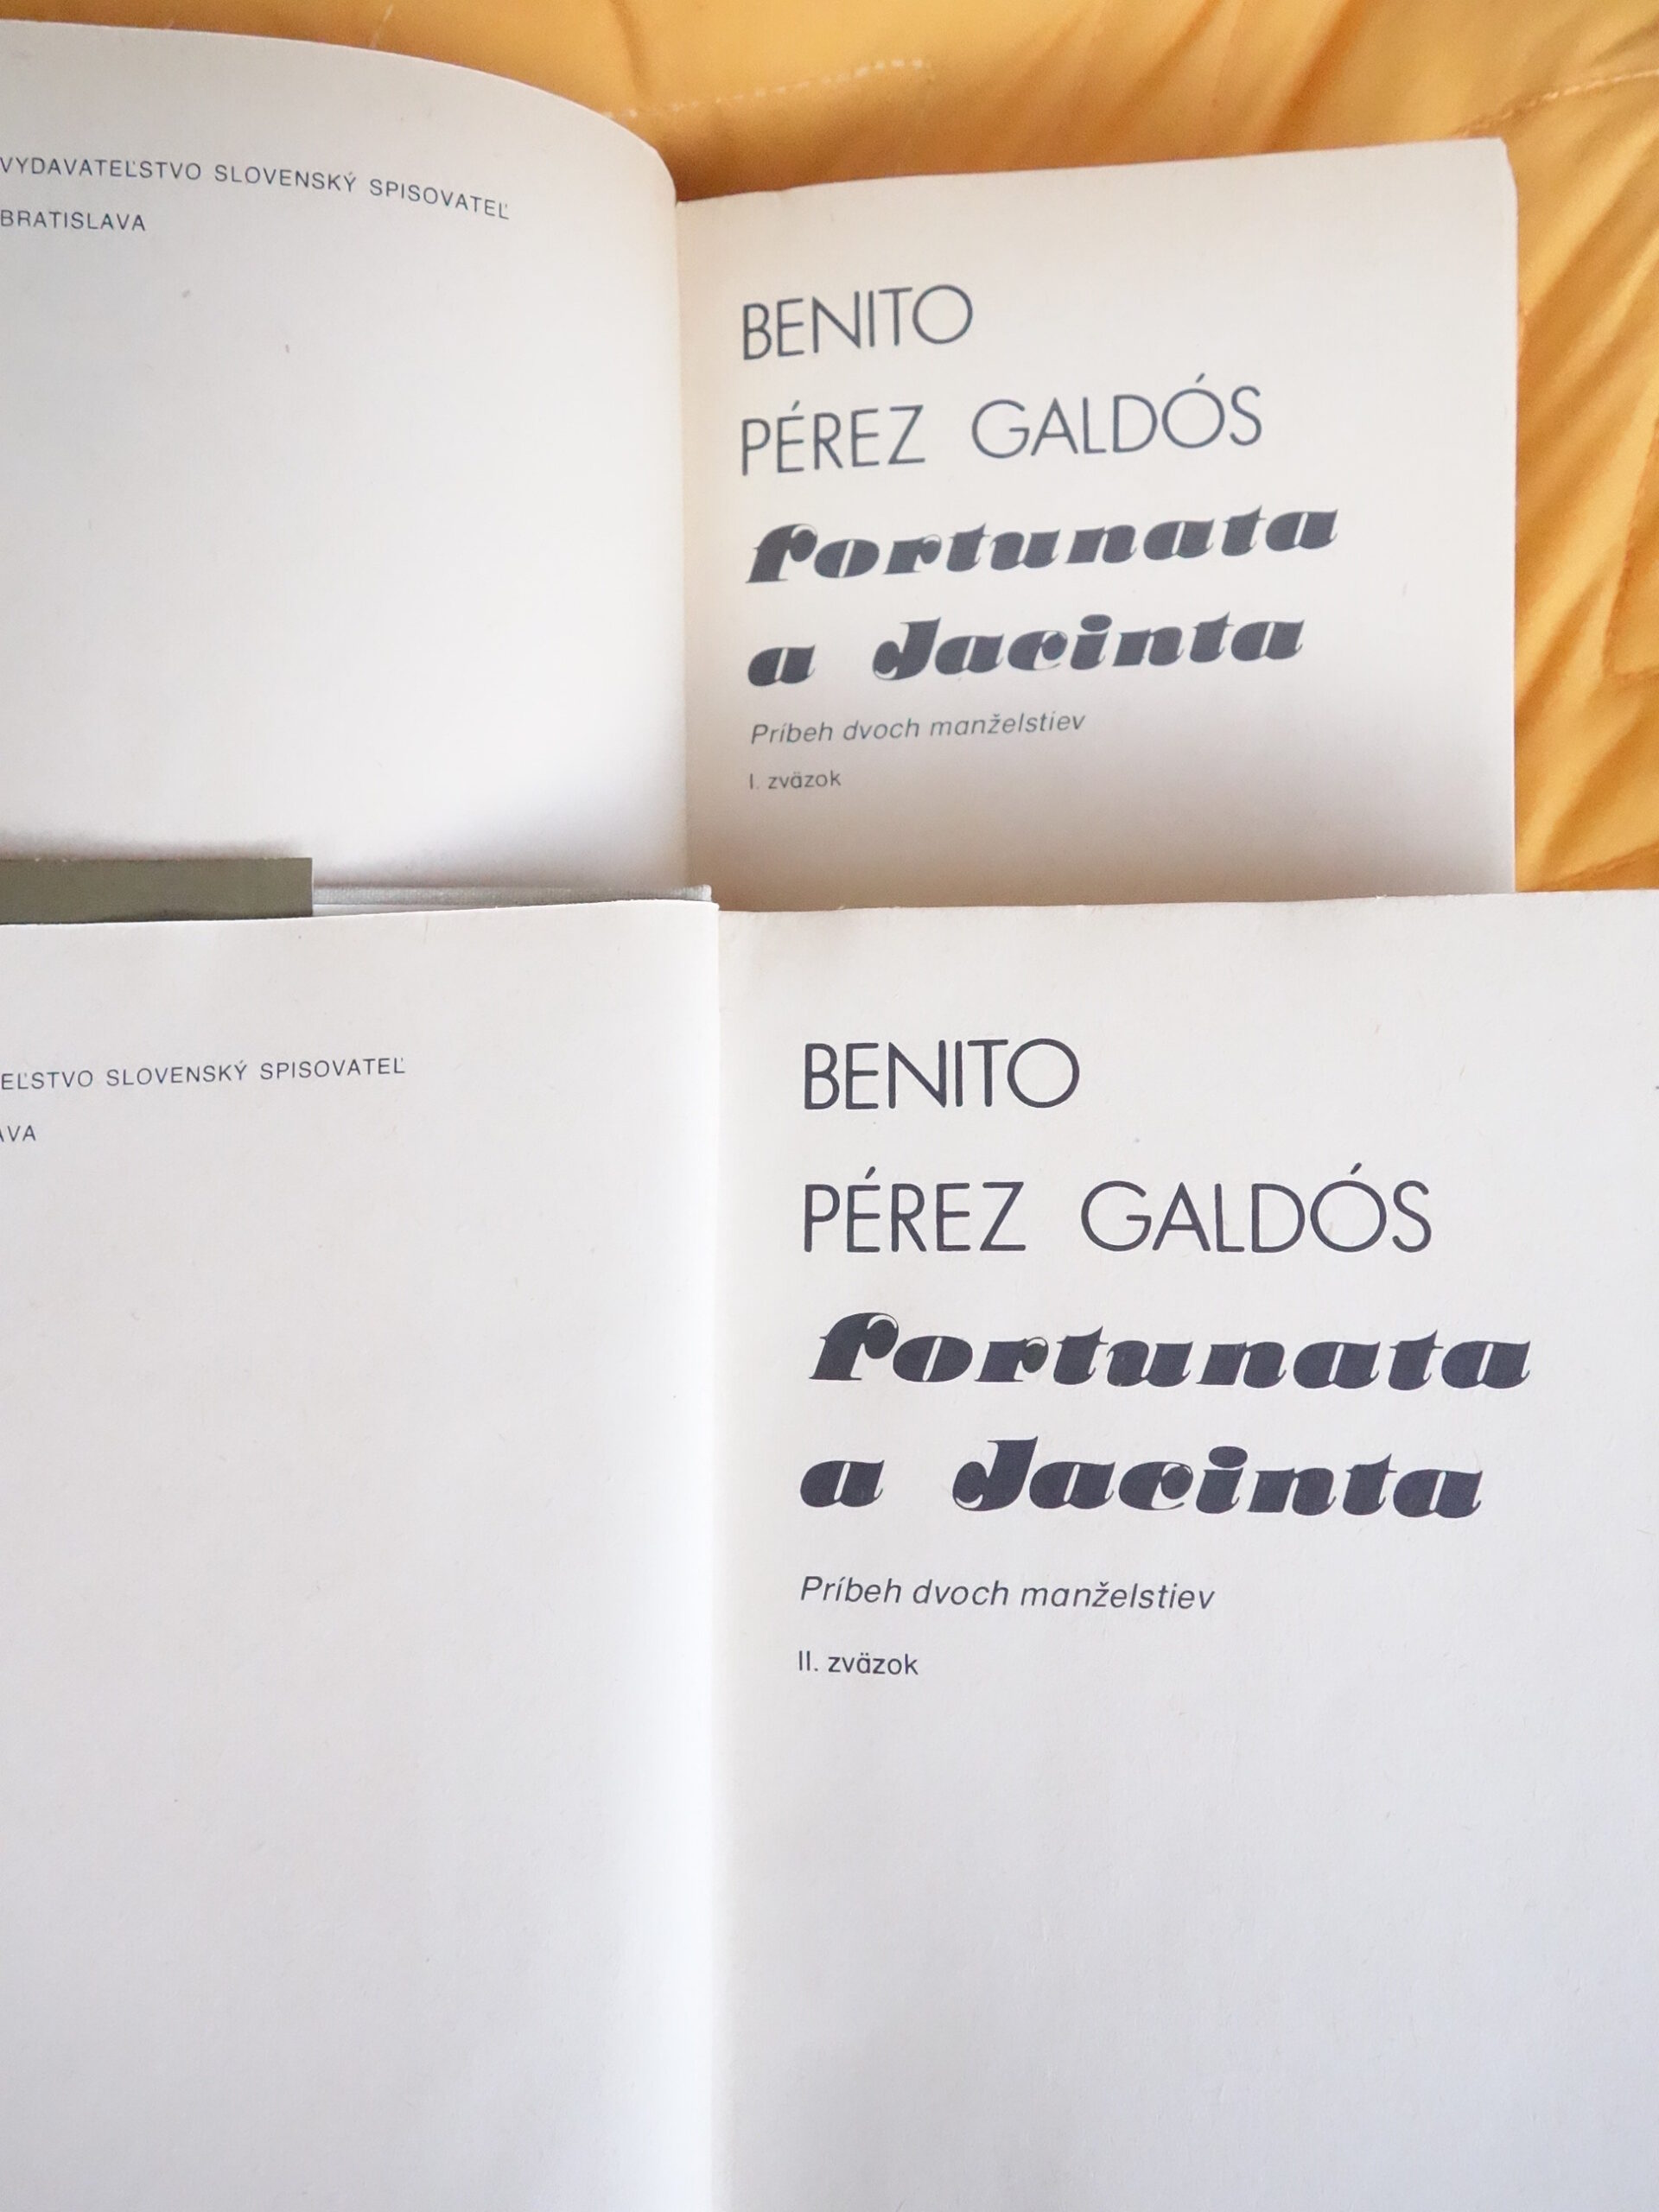 VYDAVATEĽSTVO SLOVENSKÝ SPISOVATEĽ
BRATISLAVA
BENITO
PÉREZ GALDÓS
fortunata
a Jacinta
Príbeh dvoch manželstiev
I. zväzok
EĽSTVO SLOVENSKÝ SPISOVATEĽ
AVA
BENITO
PÉREZ GALDÓS
fortunata
a Jacinta
Príbeh dvoch manželstiev
II. zväzok